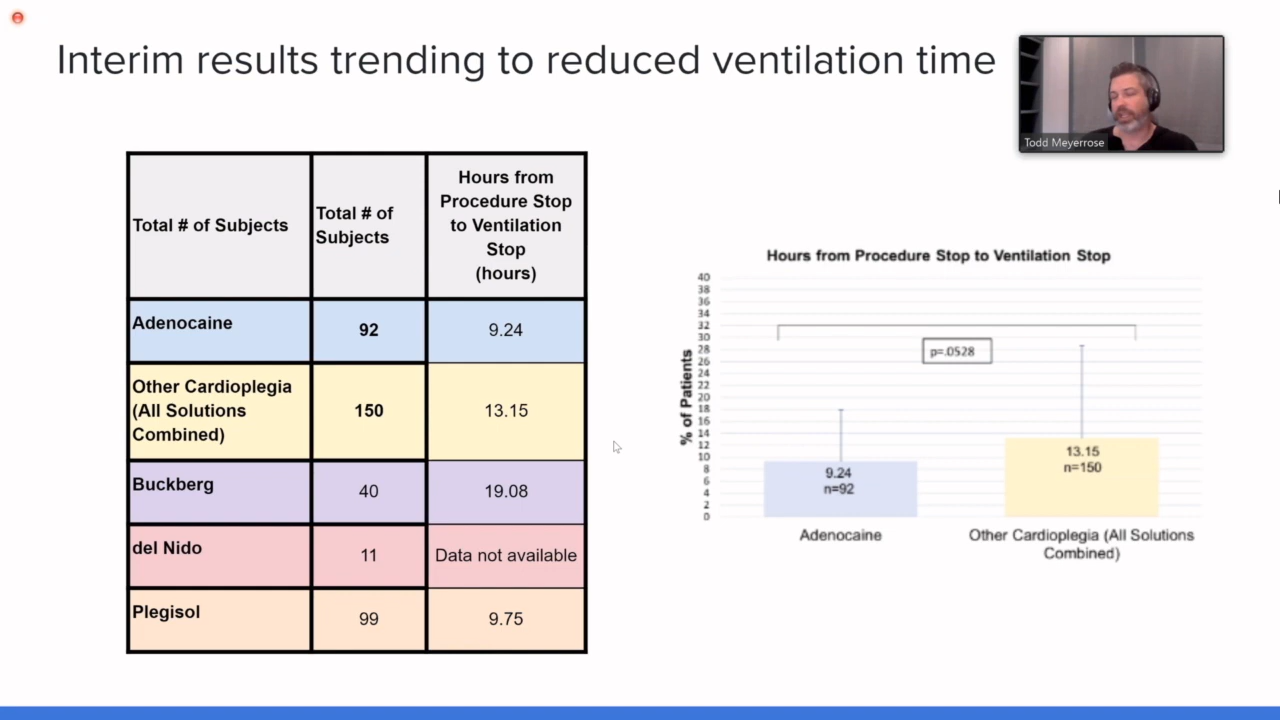 Interim results trending to reduced ventilation time
Todd Meyerrose
Total # of Subjects
Total # of
Subjects
Hours from
Procedure Stop
to Ventilation
Stop
(hours)
Adenocaine
92
9.24
Other Cardioplegia
(All Solutions
Combined)
150
13.15
Buckberg
40
19.08
del Nido
11
Data not available
Plegisol
99
9.75
Hours from Procedure Stop to Ventilation Stop
% of Patients
40
38
36
34
32
30
28
26
24
22
20
18
16
14
12
10
8
6
4
2
0
p=.0528
9.24
n=92
13.15
n=150
Adenocaine
Other Cardioplegia (All Solutions
Combined)